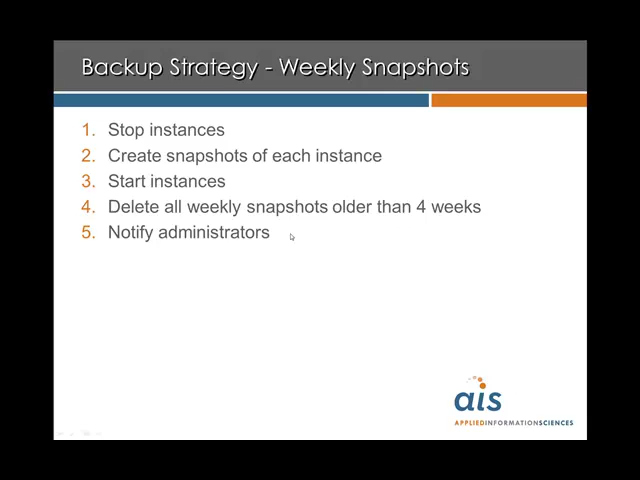 Backup Strategy - Weekly Snapshots
1. Stop instances
2. Create snapshots of each instance
3. Start instances
4. Delete all weekly snapshots older than 4 weeks
5. Notify administrators
ais
APPLIEDINFORMATIONSCIENCES